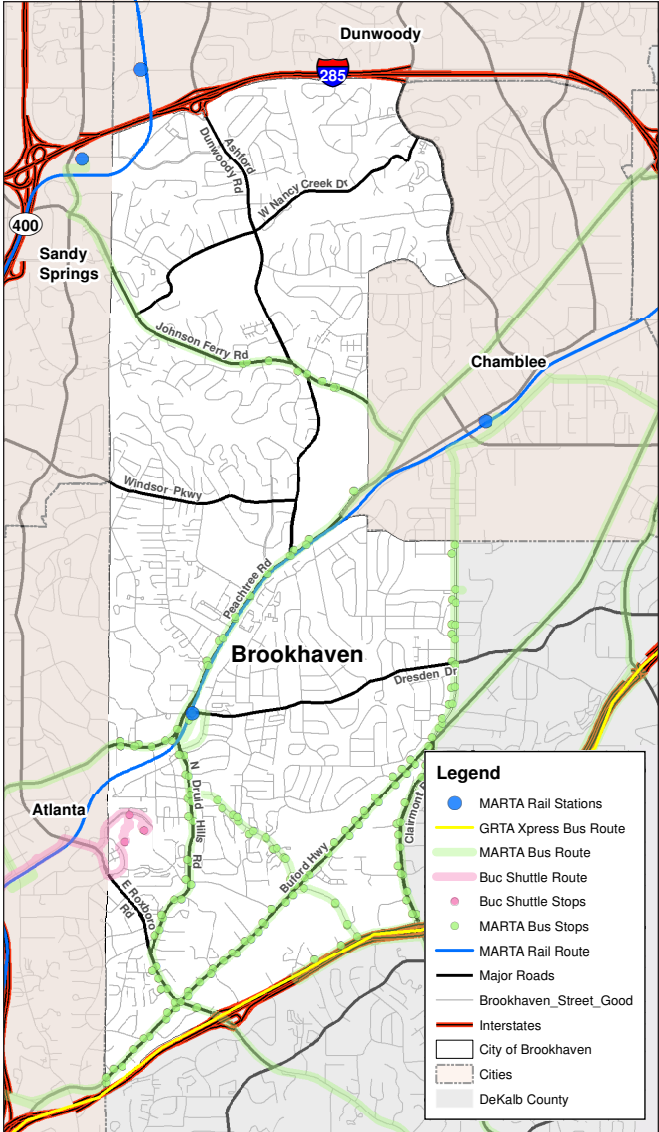 Dunwoody
285
Ashford
Dunwoody Rd
W Nancy Creek Dr
400
Sandy
Springs
Johnson Ferry Rd
Chamblee
Windsor Pkwy
Peachtree Rd
Brookhaven
Dresden Dr
N Druid Hills Rd
Atlanta
Clairmont
Buford Hwy
E Roxboro
Rd
Legend
MARTA Rail Stations
GRTA Xpress Bus Route
MARTA Bus Route
Buc Shuttle Route
Buc Shuttle Stops
MARTA Bus Stops
MARTA Rail Route
Major Roads
Brookhaven_Street_Good
Interstates
City of Brookhaven
Cities
DeKalb County